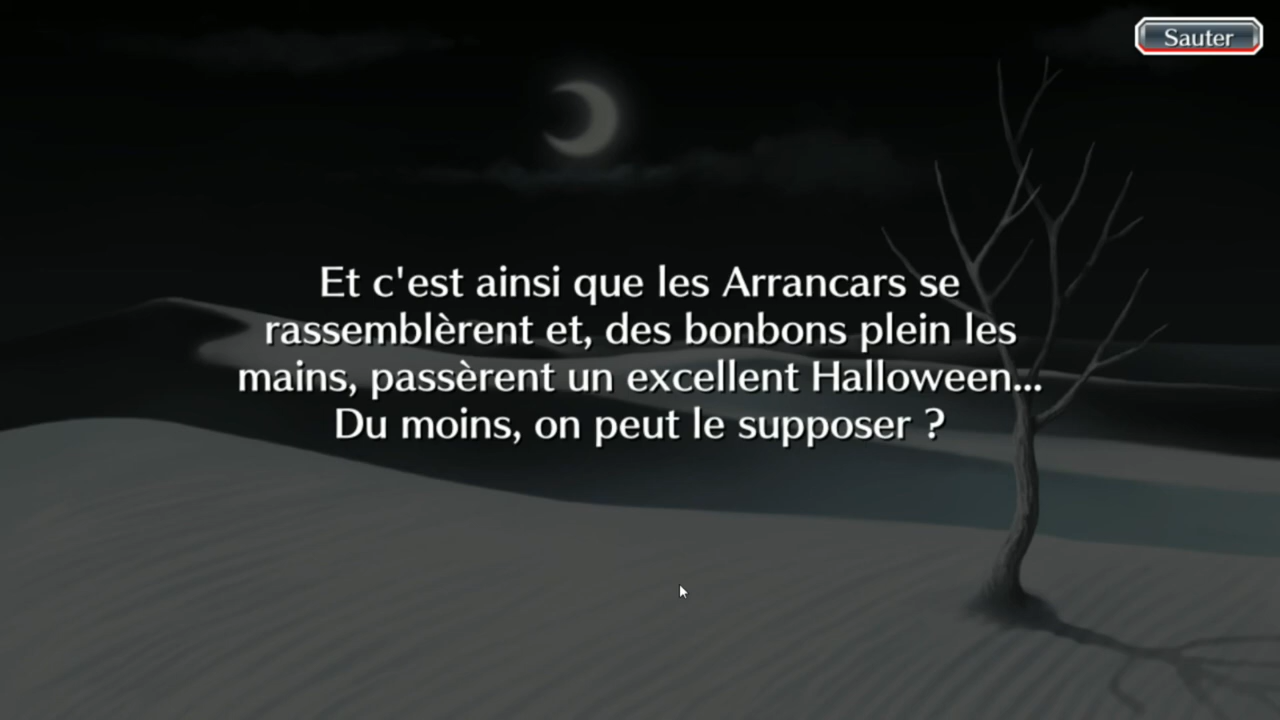 Sauter
Et c'est ainsi que les Arrancars se
rassemblèrent et, des bonbons plein les
mains, passèrent un excellent Halloween...
Du moins, on peut le supposer ?